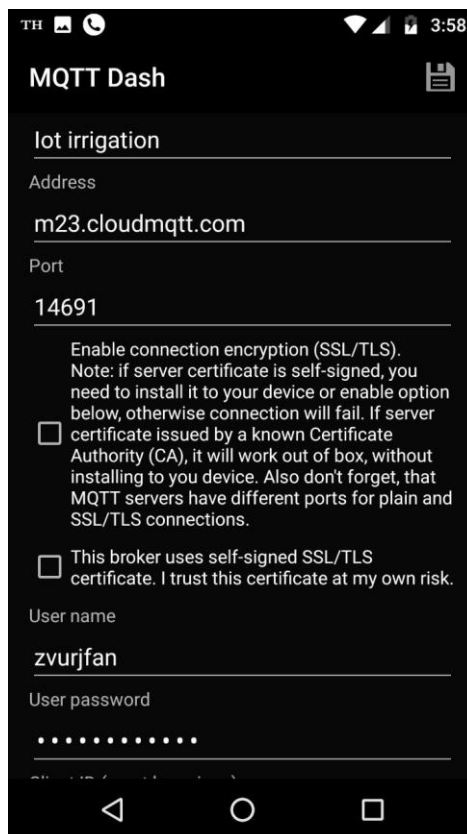 TH
3:58
MQTT Dash
Iot irrigation
Address
m23.cloudmqtt.com
Port
14691
Enable connection encryption (SSL/TLS).
Note: if server certificate is self-signed, you
need to install it to your device or enable option
below, otherwise connection will fail. If server
certificate issued by a known Certificate
Authority (CA), it will work out of box, without
installing to you device. Also don't forget, that
MQTT servers have different ports for plain and
SSL/TLS connections.
This broker uses self-signed SSL/TLS
certificate. I trust this certificate at my own risk.
User name
zvurjfan
User password
••••••••••••